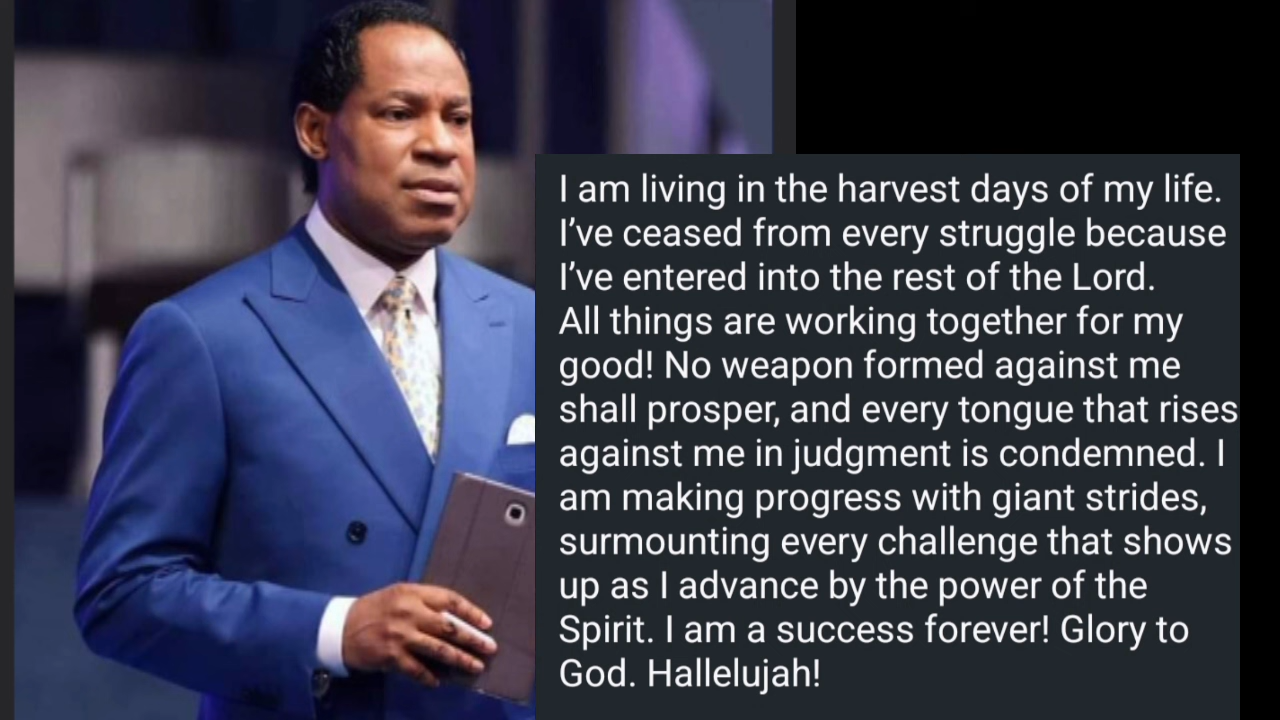 I am living in the harvest days of my life.
I’ve ceased from every struggle because
I’ve entered into the rest of the Lord.
All things are working together for my
good! No weapon formed against me
shall prosper, and every tongue that rises
against me in judgment is condemned. I
am making progress with giant strides,
surmounting every challenge that shows
up as I advance by the power of the
Spirit. I am a success forever! Glory to
God. Hallelujah!